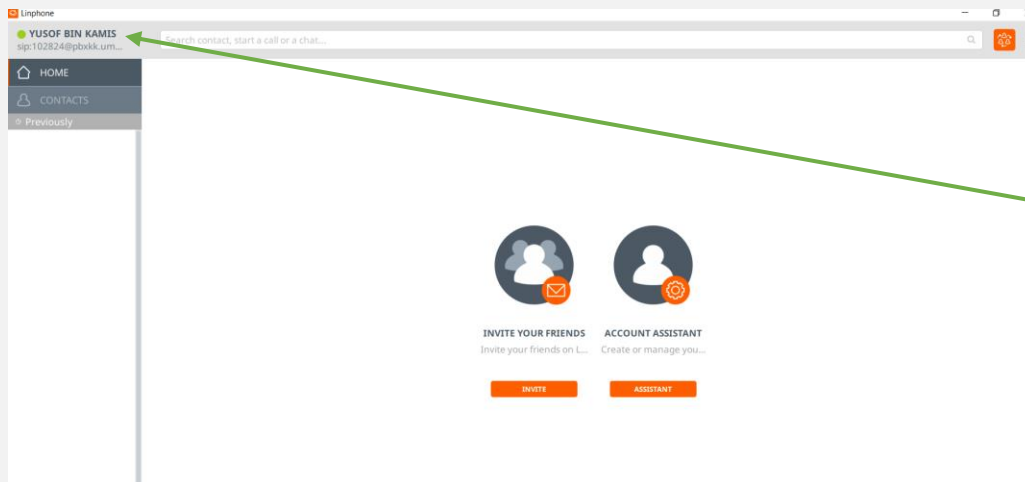 Linphone
YUSOF BIN KAMIS
sip:102824@pbxkk.um...
Search contact, start a call or a chat...
HOME
CONTACTS
Previously
INVITE YOUR FRIENDS
Invite your friends on L...
INVITE
ACCOUNT ASSISTANT
Create or manage you...
ASSISTANT